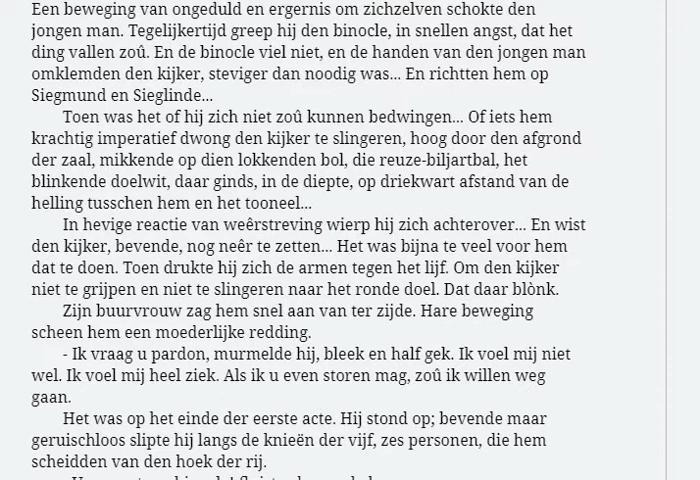 Een beweging van ongeduld en ergernis om zichzelven schokte den
jongen man. Tegelijkertijd greep hij den binocle, in snellen angst, dat het
ding vallen zoû. En de binocle viel niet, en de handen van den jongen man
omklemden den kijker, steviger dan noodig was... En richtten hem op
Siegmund en Sieglinde...
Toen was het of hij zich niet zoû kunnen bedwingen... Of iets hem
krachtig imperatief dwong den kijker te slingeren, hoog door den afgrond
der zaal, mikkende op dien lokkenden bol, die reuze-biljartbal, het
blinkende doelwit, daar ginds, in de diepte, op driekwart afstand van de
helling tusschen hem en het tooneel...
In hevige reactie van weêrstreving wierp hij zich achterover... En wist
den kijker, bevende, nog neêr te zetten... Het was bijna te veel voor hem
dat te doen. Toen drukte hij zich de armen tegen het lijf. Om den kijker
niet te grijpen en niet te slingeren naar het ronde doel. Dat daar blònk.
Zijn buurvrouw zag hem snel aan van ter zijde. Hare beweging
scheen hem een moederlijke redding.
- Ik vraag u pardon, murmelde hij, bleek en half gek. Ik voel mij niet
wel. Ik voel mij heel ziek. Als ik u even storen mag, zoû ik willen weg
gaan.
Het was op het einde der eerste acte. Hij stond op; bevende maar
geruischloos slipte hij langs de knieën der vijf, zes personen, die hem
scheidden van den hoek der rij.